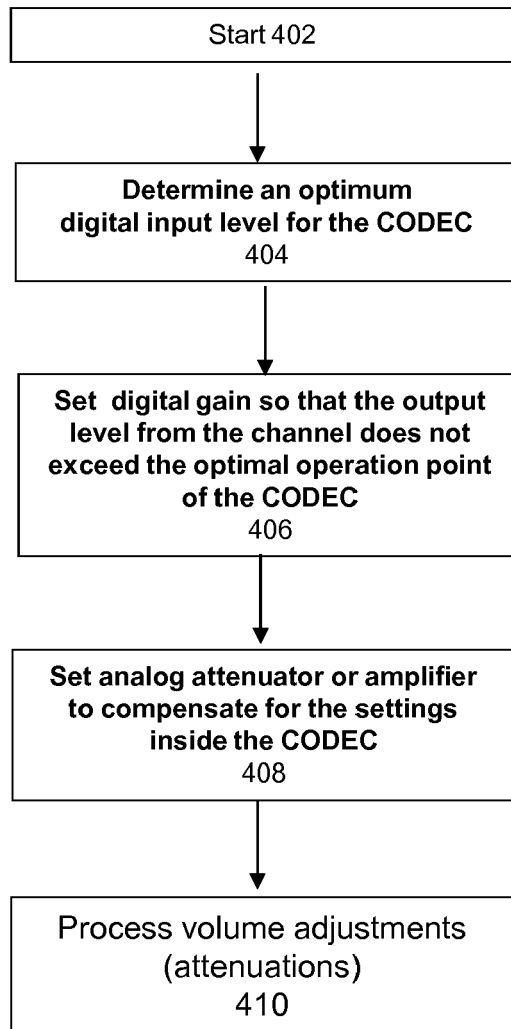 Start 402
Determine an optimum
digital input level for the CODEC
404
Set digital gain so that the output
level from the channel does not
exceed the optimal operation point
of the CODEC
406
Set analog attenuator or amplifier
to compensate for the settings
inside the CODEC
408
Process volume adjustments
(attenuations)
410